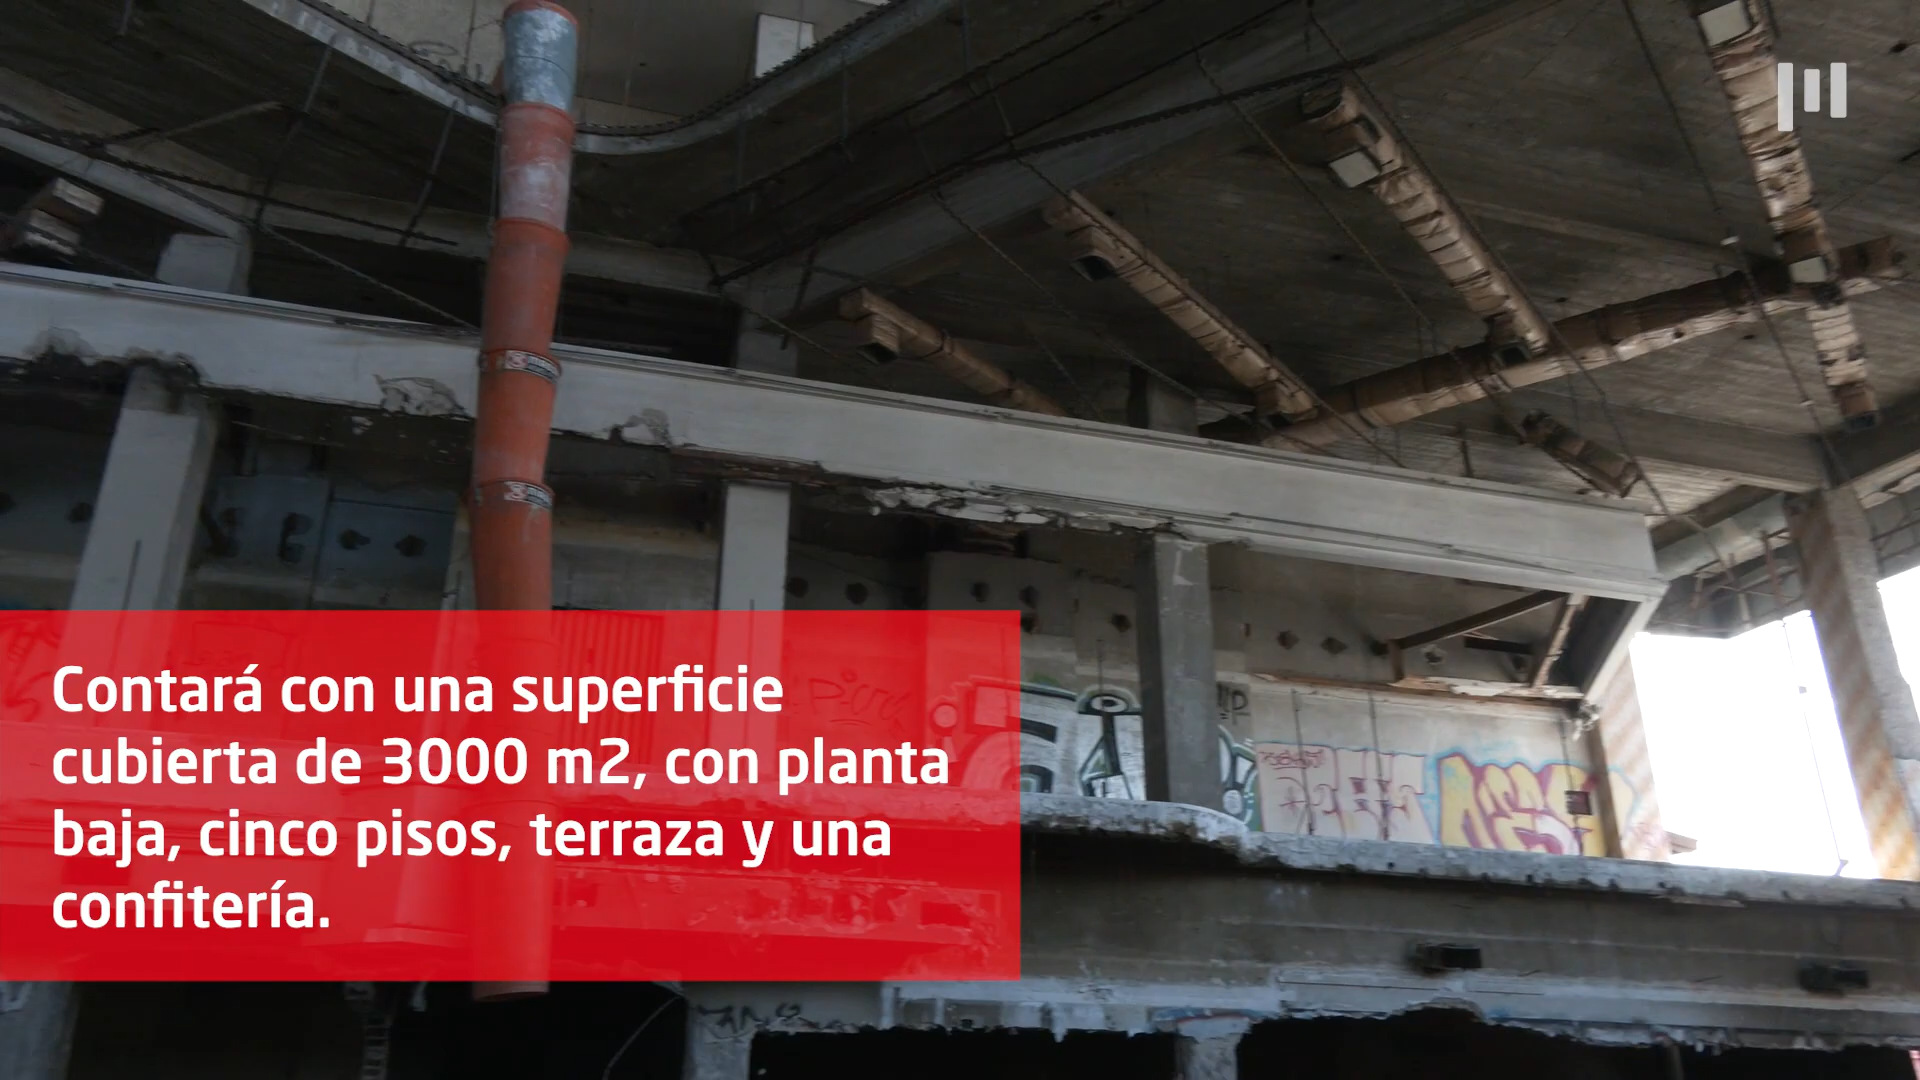 Contará con una superficie
cubierta de 3000 m2, con planta
baja, cinco pisos, terraza y una
confitería.